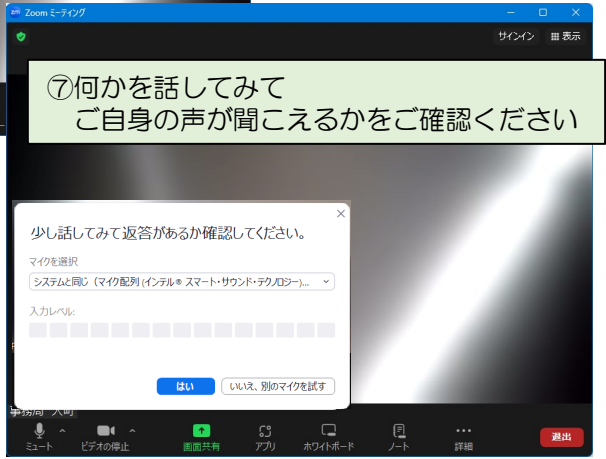 zm Zoom ミーティング
サインイン 表示
⑦何かを話してみて
ご自身の声が聞こえるかをご確認ください
少し話してみて返答があるか確認してください。
マイクを選択
システムと同じ (マイク配列 (インテル® スマート・サウンド・テクノロジー)...
入力レベル:
はい
いいえ、別のマイクを試す
ミュート
ビデオの停止
画面共有
アプリ
ホワイトボード
ノート
詳細
退出